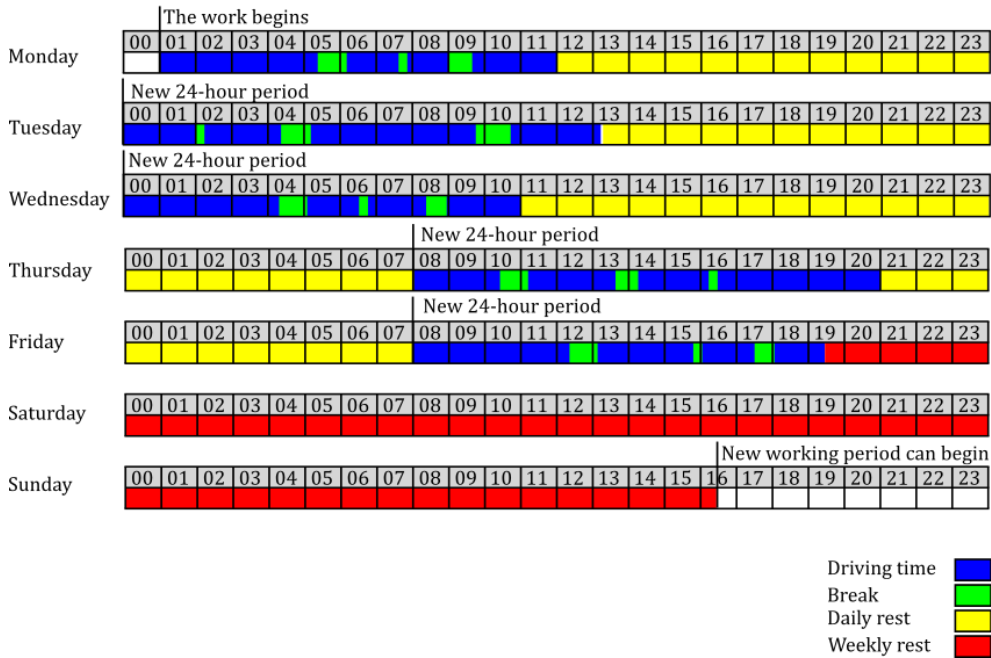 The work begins
00 01 02 03 04 05 06 07 08 09 10 11 12 13 14 15 16 17 18 19 20 21 22 23
Monday
New 24-hour period
00 01 02 03 04 05 06 07 08 09 10 11 12 13 14 15 16 17 18 19 20 21 22 23
Tuesday
New 24-hour period
00 01 02 03 04 05 06 07 08 09 10 11 12 13 14 15 16 17 18 19 20 21 22 23
Wednesday
New 24-hour period
00 01 02 03 04 05 06 07 08 09 10 11 12 13 14 15 16 17 18 19 20 21 22 23
Thursday
New 24-hour period
00 01 02 03 04 05 06 07 08 09 10 11 12 13 14 15 16 17 18 19 20 21 22 23
Friday
00 01 02 03 04 05 06 07 08 09 10 11 12 13 14 15 16 17 18 19 20 21 22 23
Saturday
New working period can begin
00 01 02 03 04 05 06 07 08 09 10 11 12 13 14 15 16 17 18 19 20 21 22 23
Sunday
Driving time
Break
Daily rest
Weekly rest